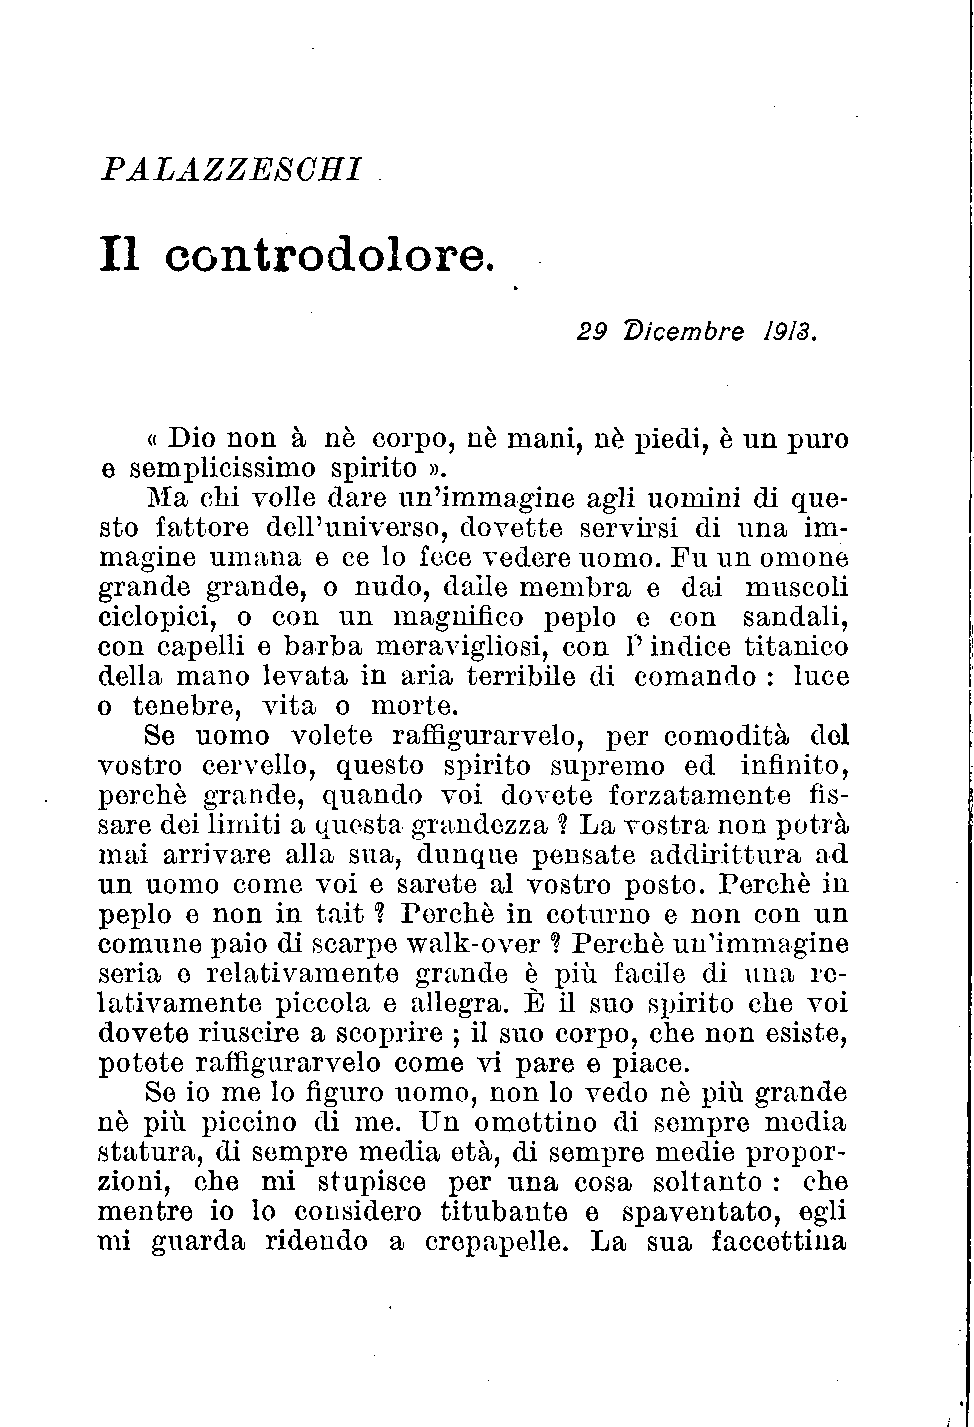 PALAZZESCHI
Il controdolore.
29 Dicembre 1913.
« Dio non à nè corpo, nè mani, nè piedi, è un puro
e semplicissimo spirito ».
Ma chi volle dare un'immagine agli uomini di que-
sto fattore dell'universo, dovette servirsi di una im-
magine umana e ce lo fece vedere uomo. Fu un omone
grande grande, o nudo, dalle membra e dai muscoli
ciclopici, o con un magnifico peplo e con sandali,
con capelli e barba meravigliosi, con l'indice titanico
della mano levata in aria terribile di comando : luce
o tenebre, vita o morte.
Se uomo volete raffigurarvelo, per comodità del
vostro cervello, questo spirito supremo ed infinito,
perchè grande, quando voi dovete forzatamente fis-
sare dei limiti a questa grandezza ? La vostra non potrà
mai arrivare alla sua, dunque pensate addirittura ad
un uomo come voi e sarete al vostro posto. Perchè in
peplo e non in tait ? Perchè in coturno e non con un
comune paio di scarpe walk-over ? Perchè un'immagine
seria e relativamente grande è più facile di una re-
lativamente piccola e allegra. È il suo spirito che voi
dovete riuscire a scoprire ; il suo corpo, che non esiste,
potete raffigurarvelo come vi pare e piace.
Se io me lo figuro uomo, non lo vedo nè più grande
nè più piccino di me. Un omettino di sempre media
statura, di sempre media età, di sempre medie propor-
zioni, che mi stupisce per una cosa soltanto : che
mentre io lo considero titubante e spaventato, egli
mi guarda ridendo a crepapelle. La sua faccettina